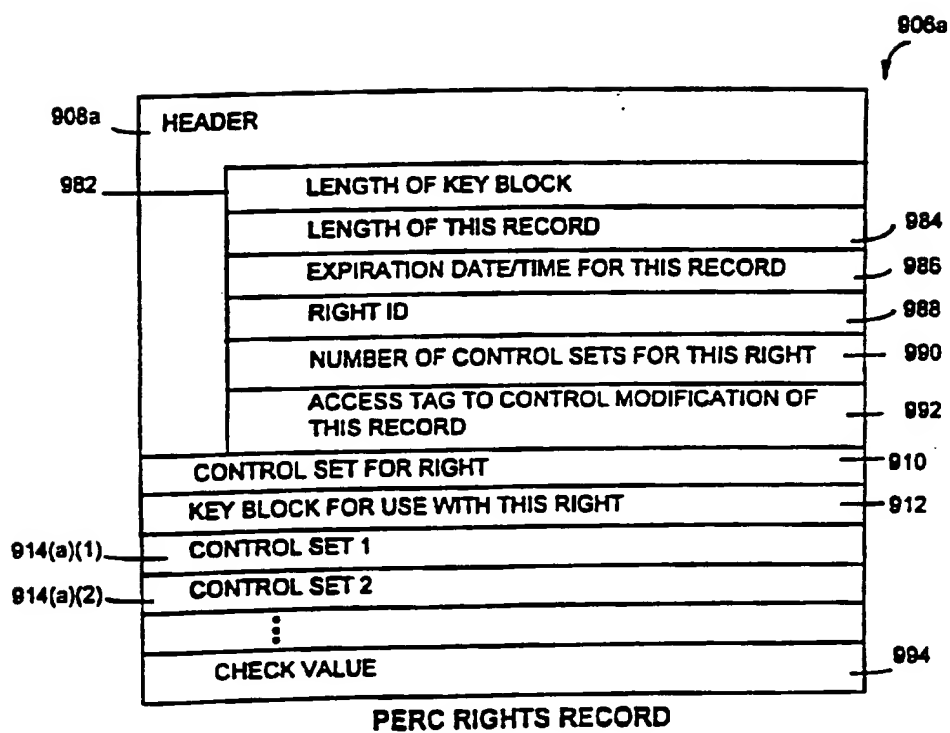 906a
908a HEADER
982 LENGTH OF KEY BLOCK
LENGTH OF THIS RECORD 984
EXPIRATION DATE/TIME FOR THIS RECORD 986
RIGHT ID 988
NUMBER OF CONTROL SETS FOR THIS RIGHT 990
ACCESS TAG TO CONTROL MODIFICATION OF 992
THIS RECORD
CONTROL SET FOR RIGHT 910
KEY BLOCK FOR USE WITH THIS RIGHT 912
914(a)(1) CONTROL SET 1
914(a)(2) CONTROL SET 2
CHECK VALUE 994
PERC RIGHTS RECORD